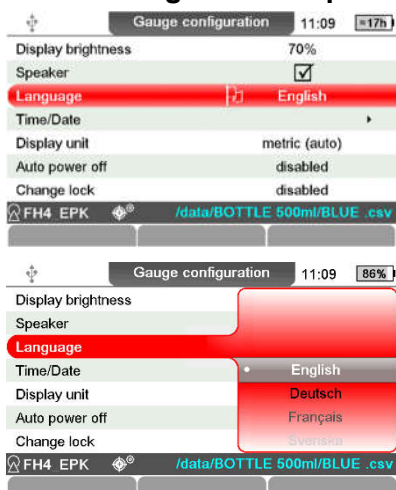 Gauge configuration 11:09 ≈17h
Display brightness 70%
Speaker
Language English
Time/Date
Display unit metric (auto)
Auto power off disabled
Change lock disabled
FH4 EPK /data/BOTTLE 500ml/BLUE .csv
Gauge configuration 11:09 86%
Display brightness
Speaker
Language
Time/Date • English
Display unit Deutsch
Auto power off Français
Change lock Svenska
FH4 EPK /data/BOTTLE 500ml/BLUE .csv